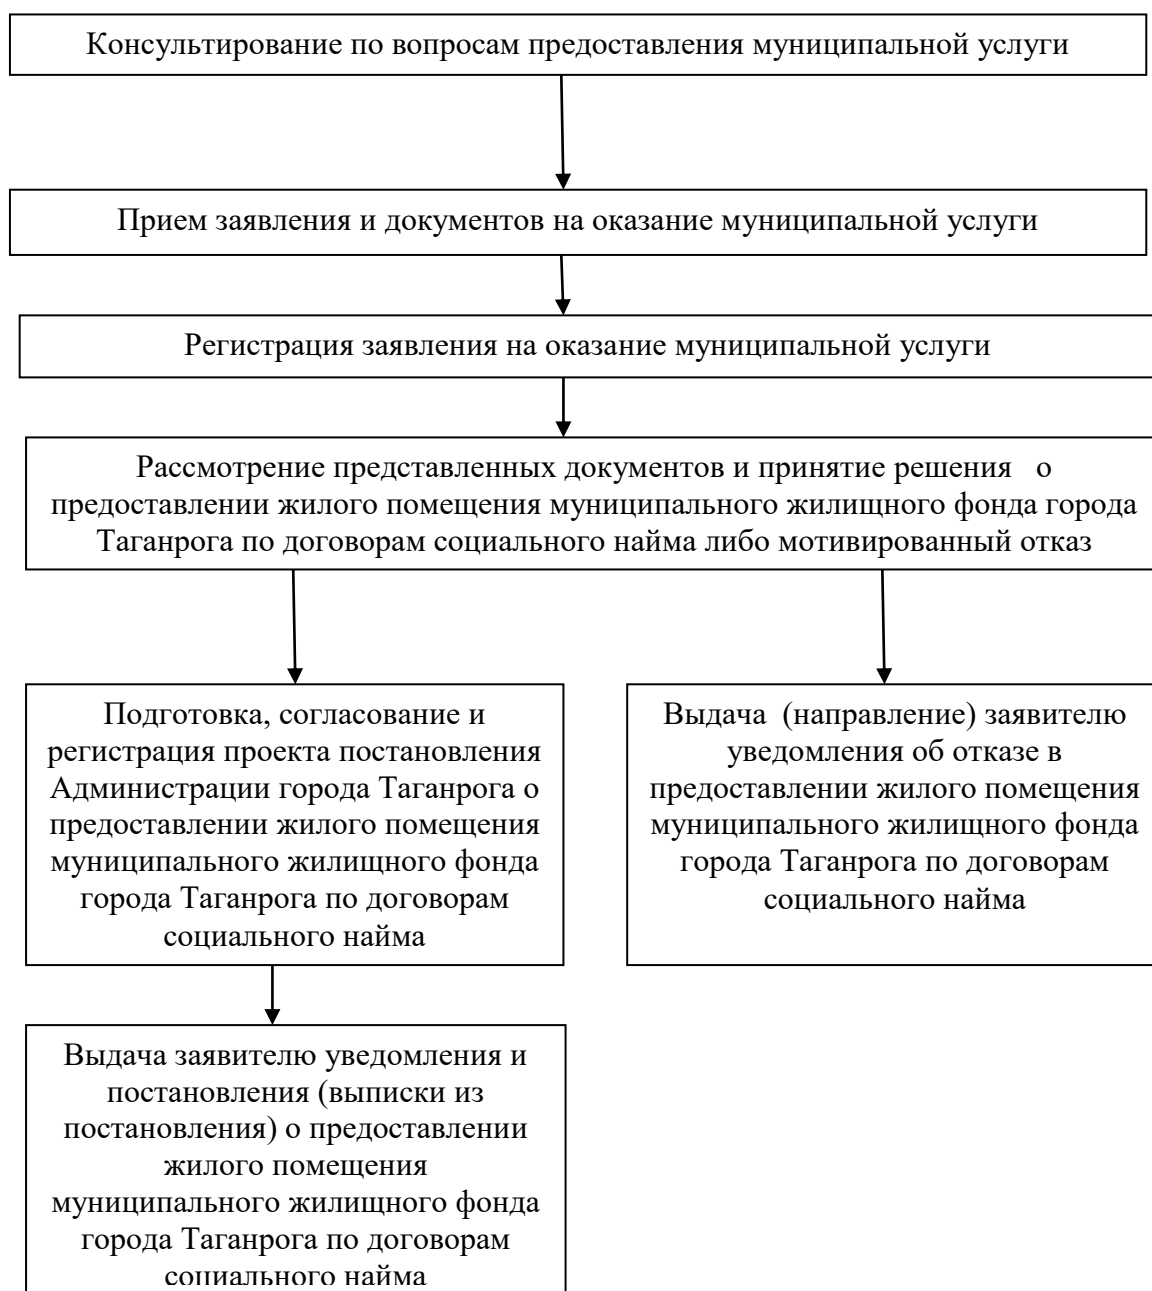 Консультирование по вопросам предоставления муниципальной услуги
Прием заявления и документов на оказание муниципальной услуги
Регистрация заявления на оказание муниципальной услуги
Рассмотрение представленных документов и принятие решения о
предоставлении жилого помещения муниципального жилищного фонда города
Таганрога по договорам социального найма либо мотивированный отказ
Подготовка, согласование и
регистрация проекта постановления
Администрации города Таганрога о
предоставлении жилого помещения
муниципального жилищного фонда
города Таганрога по договорам
социального найма
Выдача (направление) заявителю
уведомления об отказе в
предоставлении жилого помещения
муниципального жилищного фонда
города Таганрога по договорам
социального найма
Выдача заявителю уведомления и
постановления (выписки из
постановления) о предоставлении
жилого помещения
муниципального жилищного фонда
города Таганрога по договорам
социального найма